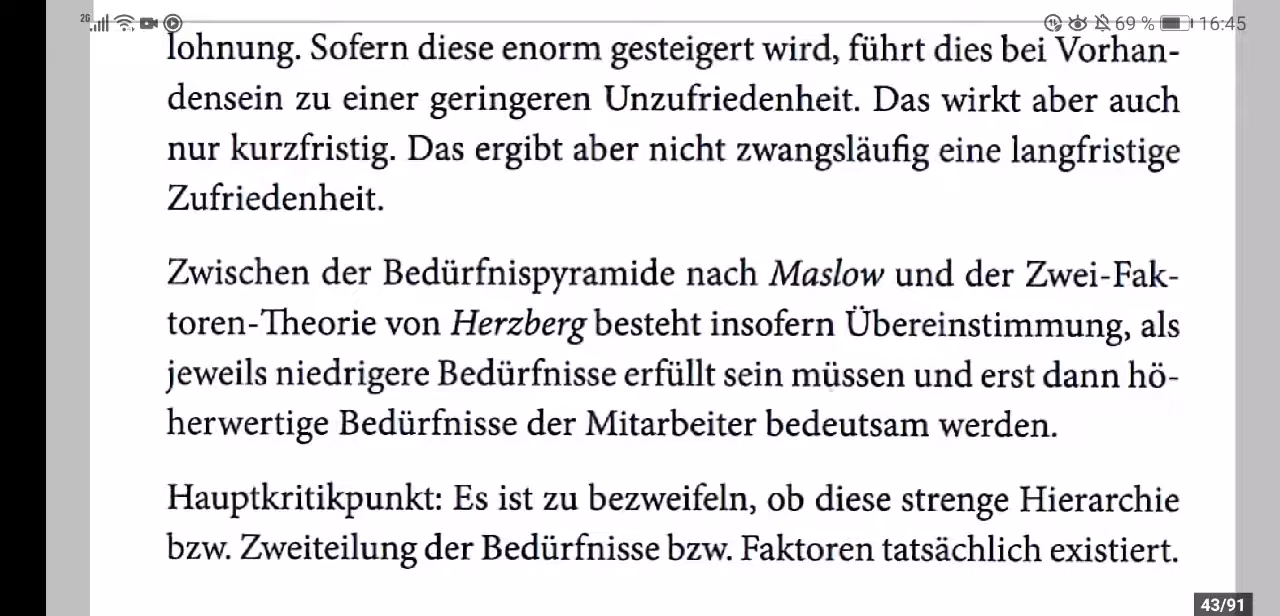 2G 69 % 16:45
lohnung. Sofern diese enorm gesteigert wird, führt dies bei Vorhan-
densein zu einer geringeren Unzufriedenheit. Das wirkt aber auch
nur kurzfristig. Das ergibt aber nicht zwangsläufig eine langfristige
Zufriedenheit.
Zwischen der Bedürfnispyramide nach Maslow und der Zwei-Fak-
toren-Theorie von Herzberg besteht insofern Übereinstimmung, als
jeweils niedrigere Bedürfnisse erfüllt sein müssen und erst dann hö-
herwertige Bedürfnisse der Mitarbeiter bedeutsam werden.
Hauptkritikpunkt: Es ist zu bezweifeln, ob diese strenge Hierarchie
bzw. Zweiteilung der Bedürfnisse bzw. Faktoren tatsächlich existiert.
43/91